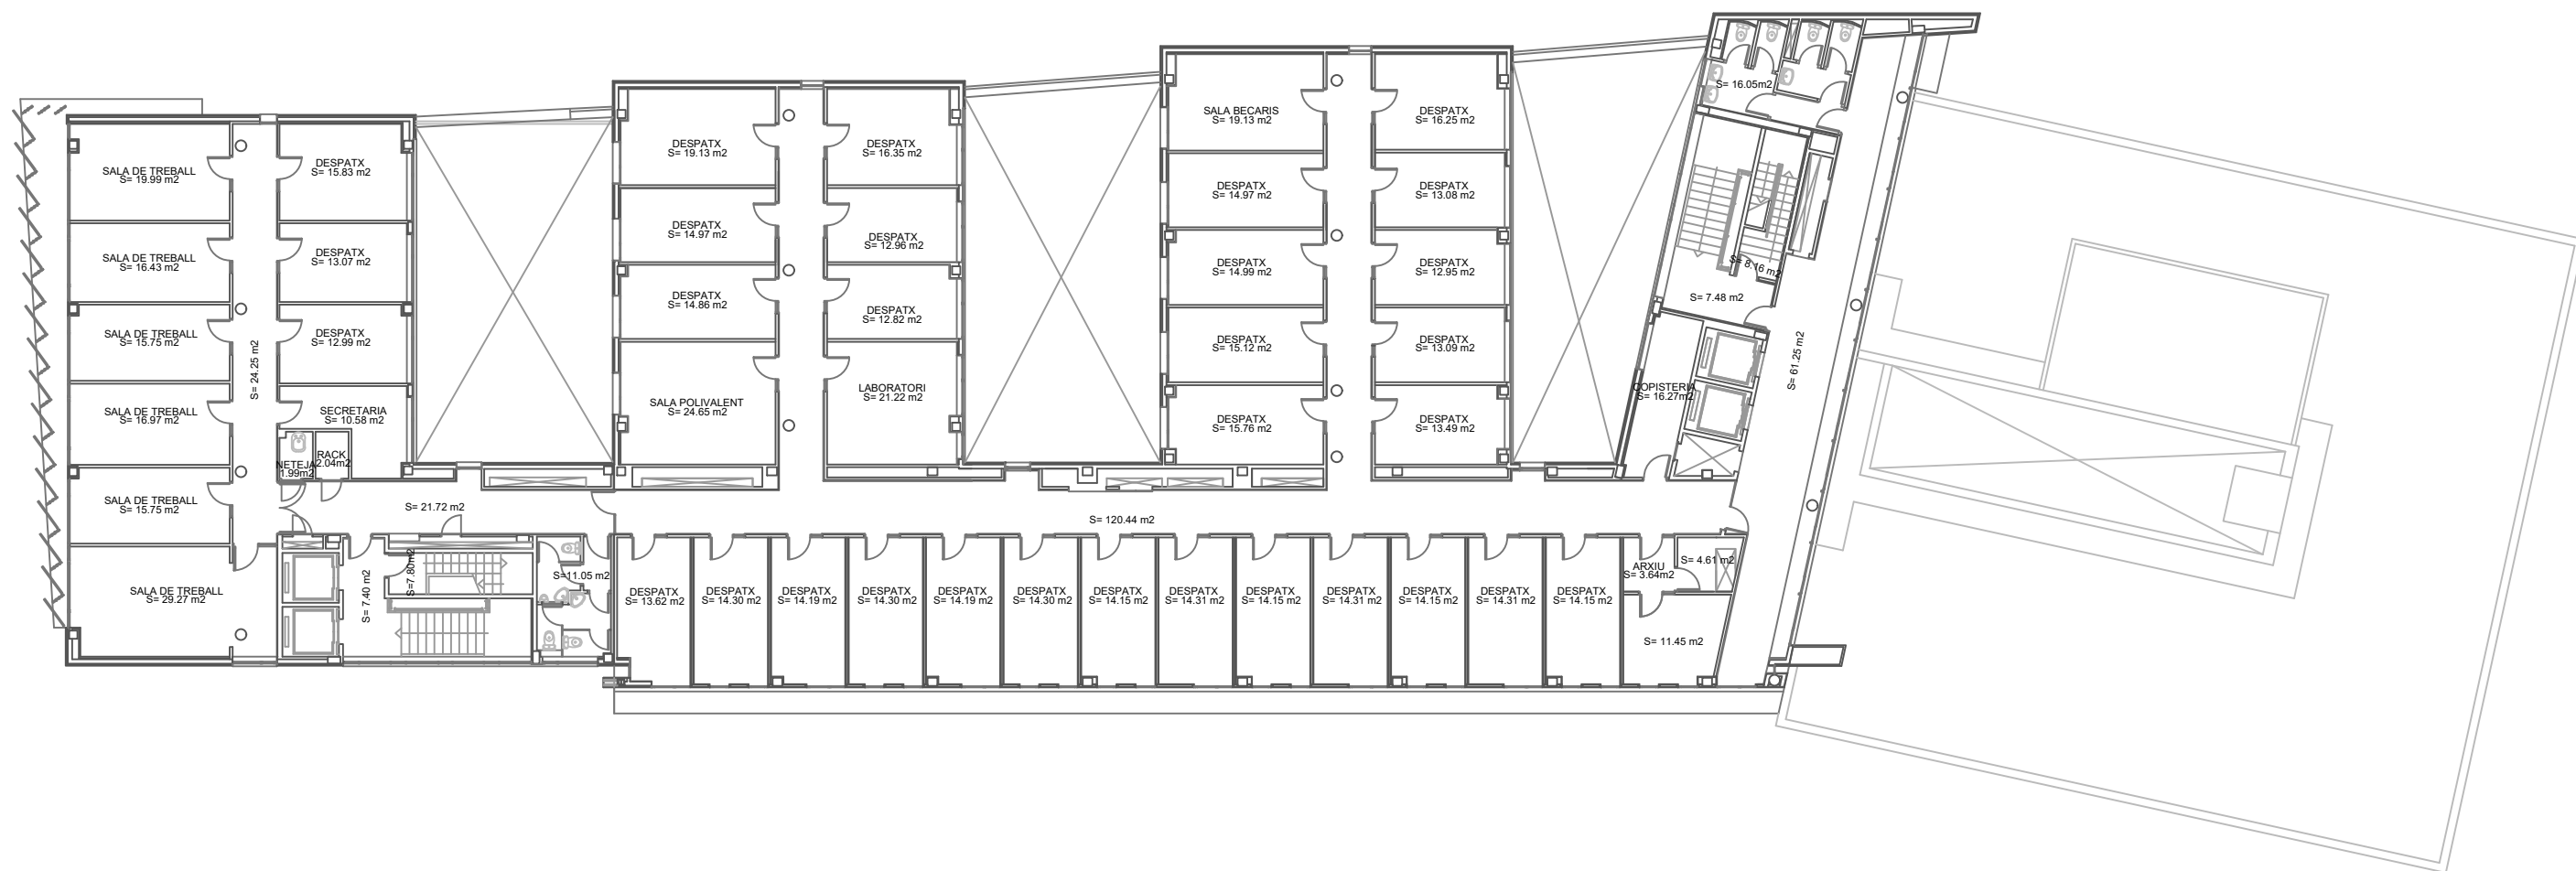 SALA DE TREBALL
S= 19.99 m2
SALA DE TREBALL
S= 16.43 m2
SALA DE TREBALL
S= 15.75 m2
SALA DE TREBALL
S= 16.97 m2
SALA DE TREBALL
S= 15.75 m2
SALA DE TREBALL
S= 29.27 m2
S= 24.25 m2
DESPATX
S= 15.83 m2
DESPATX
S= 13.07 m2
DESPATX
S= 12.99 m2
SECRETARIA
S= 10.58 m2
NETEJA
1.99m2
RACK
2.04m2
S= 21.72 m2
S= 7.40 m2
S=7.80m2
S=11.05 m2
DESPATX
S= 19.13 m2
DESPATX
S= 14.97 m2
DESPATX
S= 14.86 m2
SALA POLIVALENT
S= 24.65 m2
DESPATX
S= 16.35 m2
DESPATX
S= 12.96 m2
DESPATX
S= 12.82 m2
LABORATORI
S= 21.22 m2
SALA BECARIS
S= 19.13 m2
DESPATX
S= 14.97 m2
DESPATX
S= 14.99 m2
DESPATX
S= 15.12 m2
DESPATX
S= 15.76 m2
DESPATX
S= 16.25 m2
DESPATX
S= 13.08 m2
DESPATX
S= 12.95 m2
DESPATX
S= 13.09 m2
DESPATX
S= 13.49 m2
S= 16.05m2
S= 8.16 m2
S= 7.48 m2
COPISTERIA
S= 16.27m2
S= 61.25 m2
S= 120.44 m2
DESPATX
S= 13.62 m2
DESPATX
S= 14.30 m2
DESPATX
S= 14.19 m2
DESPATX
S= 14.30 m2
DESPATX
S= 14.19 m2
DESPATX
S= 14.30 m2
DESPATX
S= 14.15 m2
DESPATX
S= 14.31 m2
DESPATX
S= 14.15 m2
DESPATX
S= 14.31 m2
DESPATX
S= 14.15 m2
DESPATX
S= 14.31 m2
DESPATX
S= 14.15 m2
ARXIU
S= 3.64m2
S= 4.61 m2
S= 11.45 m2